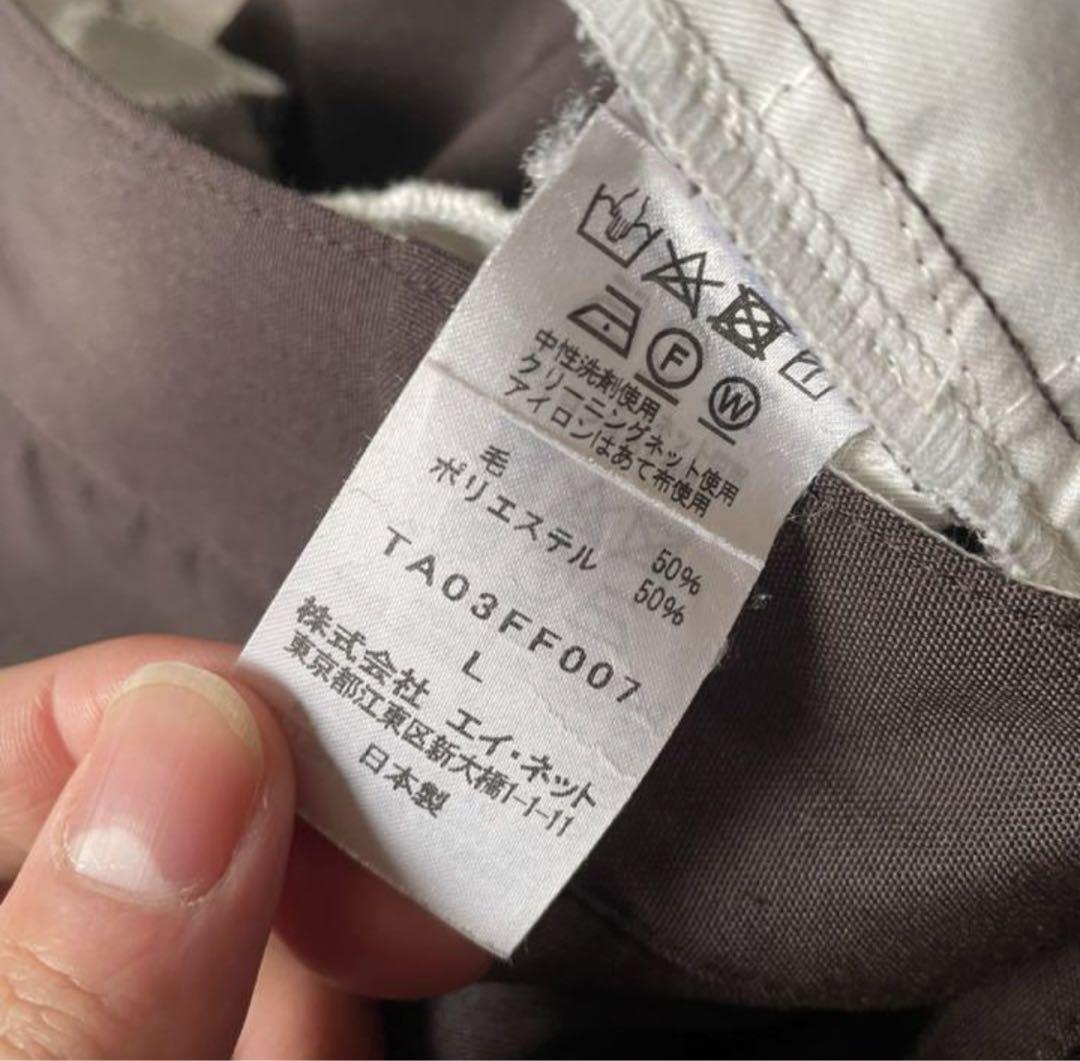 F
W
中性洗剤使用
クリーニングネット使用
アイロンはあて布使用
毛 50%
ポリエステル 50%
TA03FF007
L
株式会社 エイ・ネット
東京都江東区新大橋1-1-11
日本製